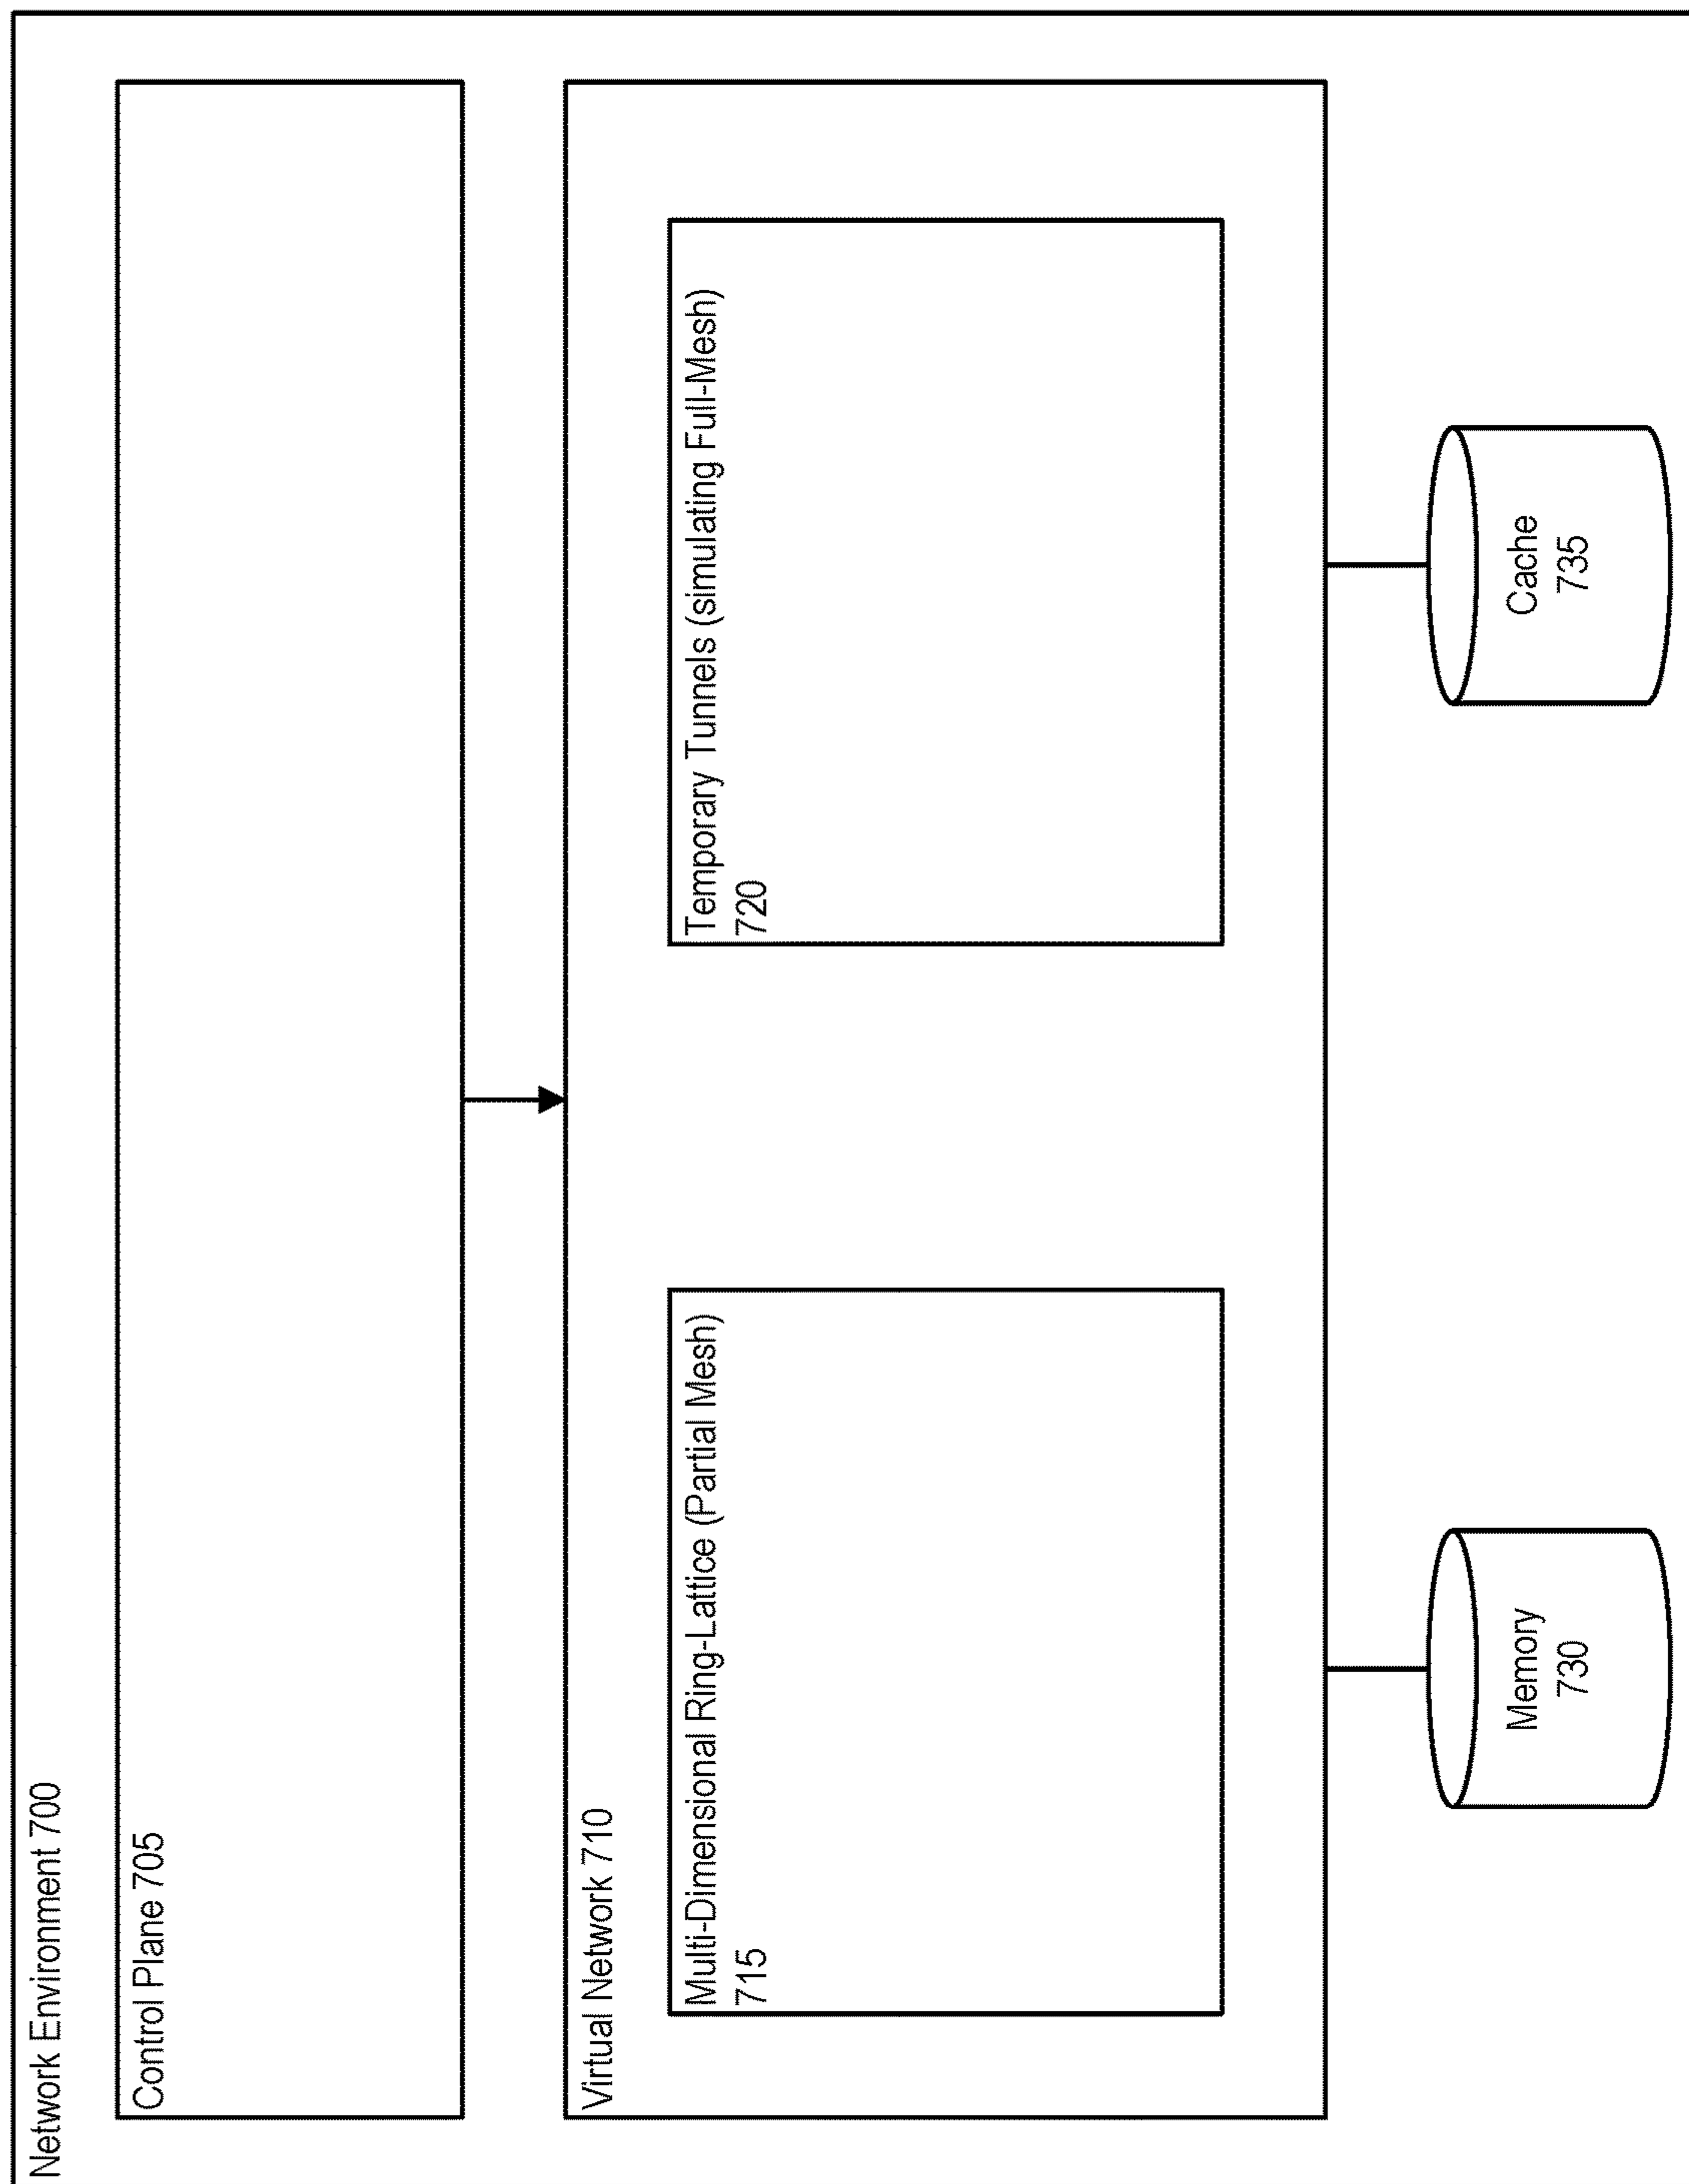 Network Environment 700
Control Plane 705
Virtual Network 710
Multi-Dimensional Ring-Lattice (Partial Mesh)
715
Temporary Tunnels (simulating Full-Mesh)
720
Memory
730
Cache
735